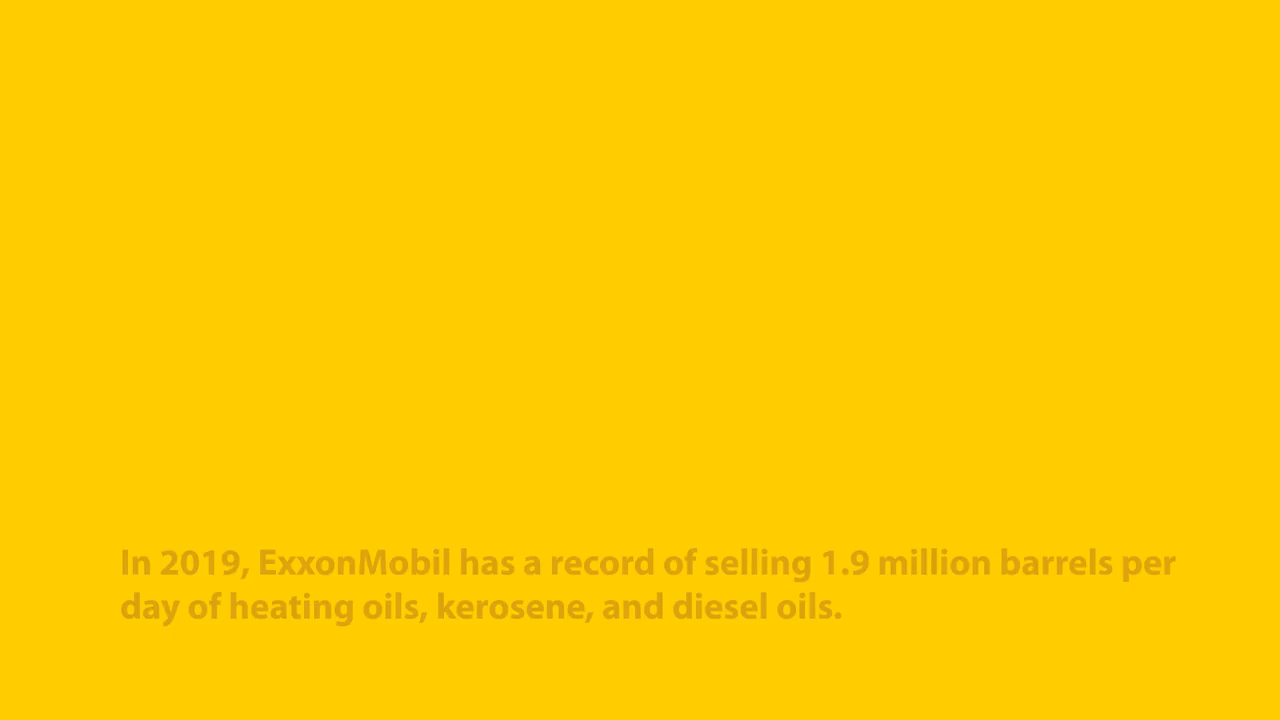 In 2019, ExxonMobil has a record of selling 1.9 million barrels per
day of heating oils, kerosene, and diesel oils.